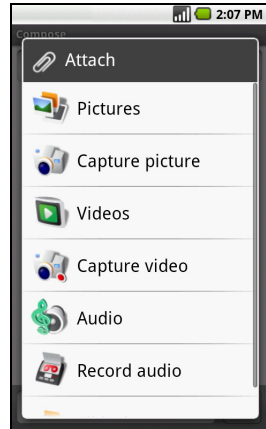 2:07 PM
Compose
Attach
Pictures
Capture picture
Videos
Capture video
Audio
Record audio